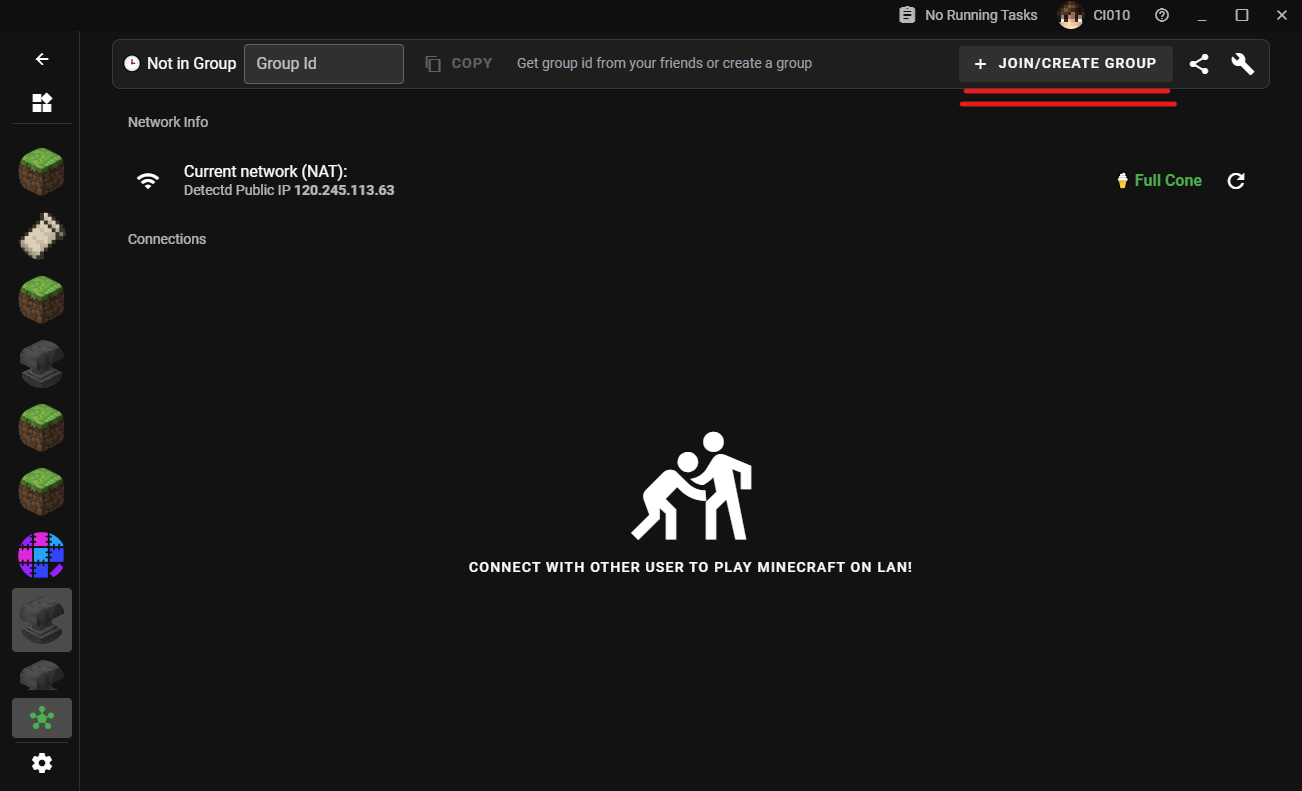 No Running Tasks CI010
Not in Group Group Id COPY Get group id from your friends or create a group + JOIN/CREATE GROUP
Network Info
Current network (NAT):
Detectd Public IP 120.245.113.63
Full Cone
Connections
CONNECT WITH OTHER USER TO PLAY MINECRAFT ON LAN!